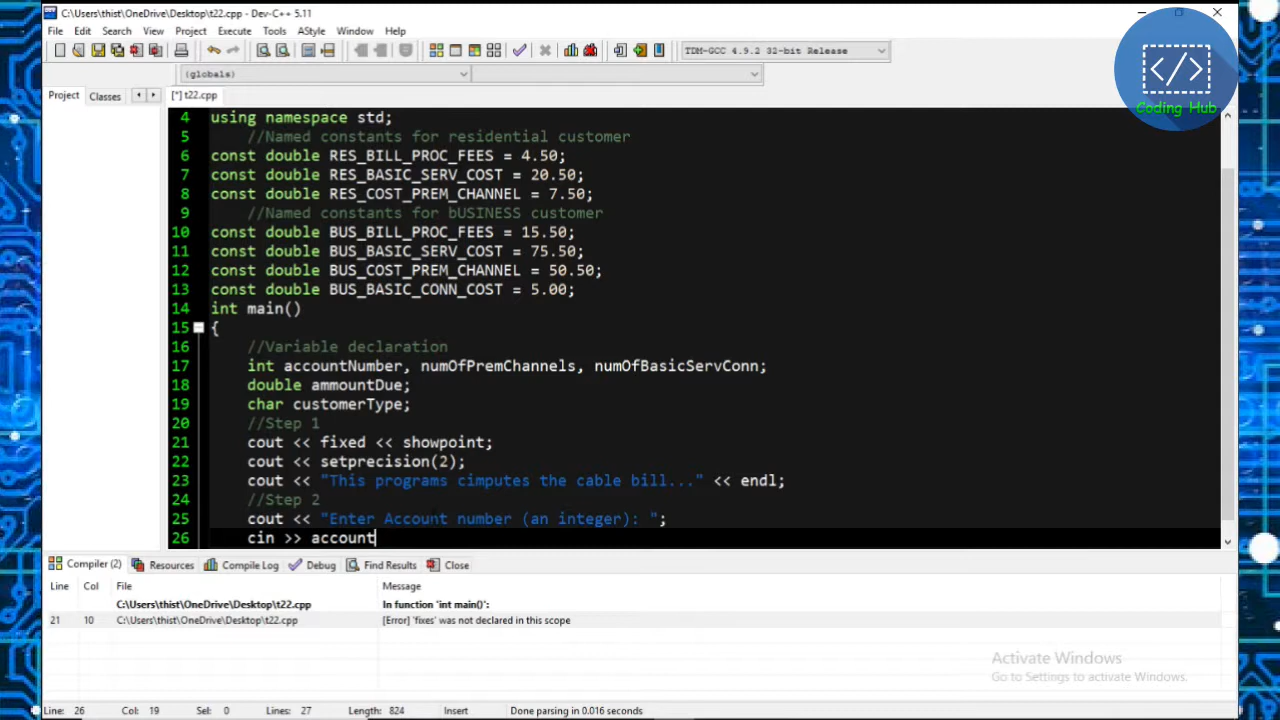 C:\Users\thist\OneDrive\Desktop\t22.cpp - Dev-C++ 5.11
File Edit Search View Project Execute Tools AStyle Window Help
TDM-GCC 4.9.2 32-bit Release
(globals)
Project Classes [*] t22.cpp
Coding Hub
4 using namespace std;
5 //Named constants for residential customer
6 const double RES_BILL_PROC_FEES = 4.50;
7 const double RES_BASIC_SERV_COST = 20.50;
8 const double RES_COST_PREM_CHANNEL = 7.50;
9 //Named constants for bUSINESS customer
10 const double BUS_BILL_PROC_FEES = 15.50;
11 const double BUS_BASIC_SERV_COST = 75.50;
12 const double BUS_COST_PREM_CHANNEL = 50.50;
13 const double BUS_BASIC_CONN_COST = 5.00;
14 int main()
15 {
16 //Variable declaration
17 int accountNumber, numOfPremChannels, numOfBasicServConn;
18 double ammountDue;
19 char customerType;
20 //Step 1
21 cout << fixed << showpoint;
22 cout << setprecision(2);
23 cout << "This programs cimputes the cable bill..." << endl;
24 //Step 2
25 cout << "Enter Account number (an integer): ";
26 cin >> account
Compiler (2) Resources Compile Log Debug Find Results Close
Line Col File Message
C:\Users\thist\OneDrive\Desktop\t22.cpp In function 'int main()':
21 10 C:\Users\thist\OneDrive\Desktop\t22.cpp [Error] 'fixes' was not declared in this scope
Activate Windows
Go to Settings to activate Windows.
Line: 26 Col: 19 Sel: 0 Lines: 27 Length: 824 Insert Done parsing in 0.016 seconds